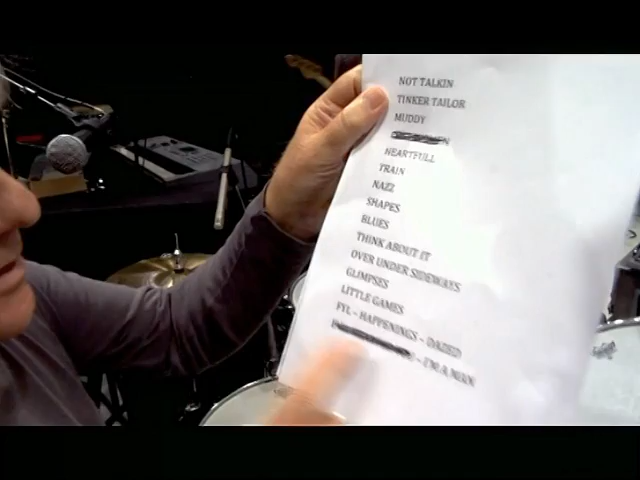 NOT TALKIN
TINKER TAILOR
MUDDY
HEARTFULL
TRAIN
NAZZ
SHAPES
BLUES
THINK ABOUT IT
OVER UNDER SIDEWAYS
GLIMPSES
LITTLE GAMES
FYL - HAPPENINGS - DAZED
- I'M A MAN